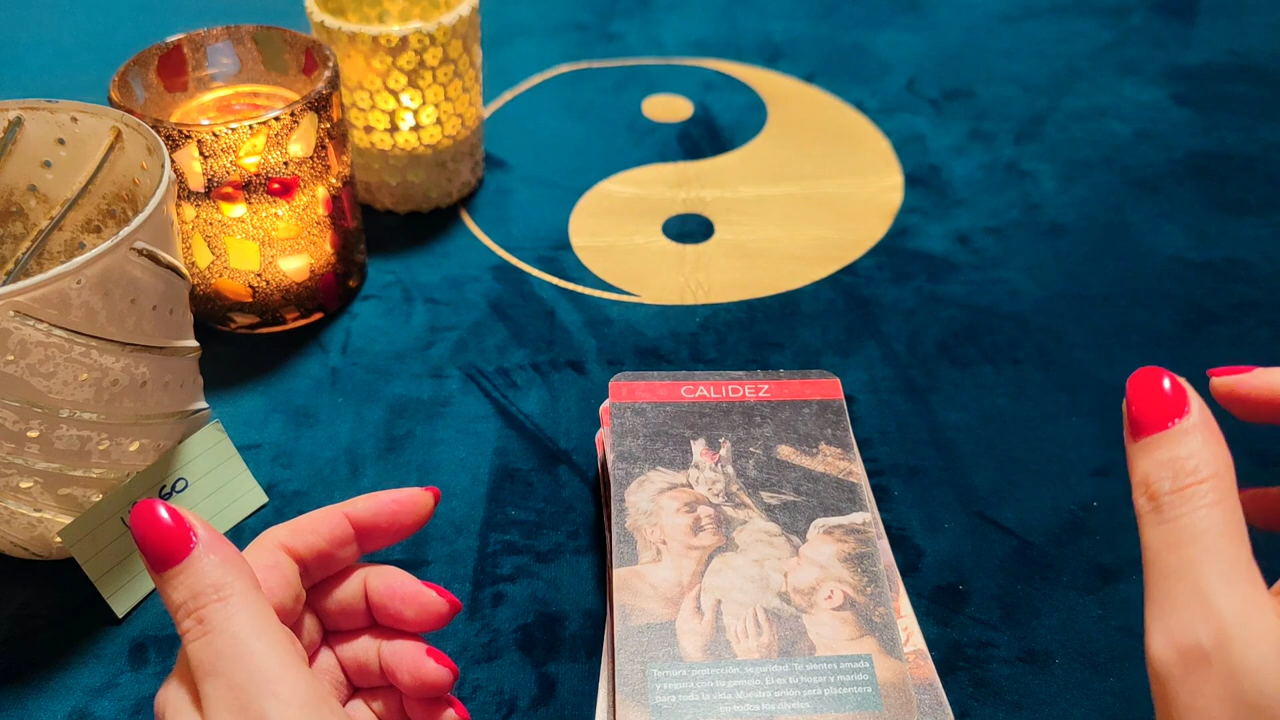 CALIDEZ
Ternura, protección, seguridad. Te sientes amada
y segura con tu gemelo. Él es tu hogar y marido
para toda la vida. Vuestra unión será placentera
en todos los niveles.